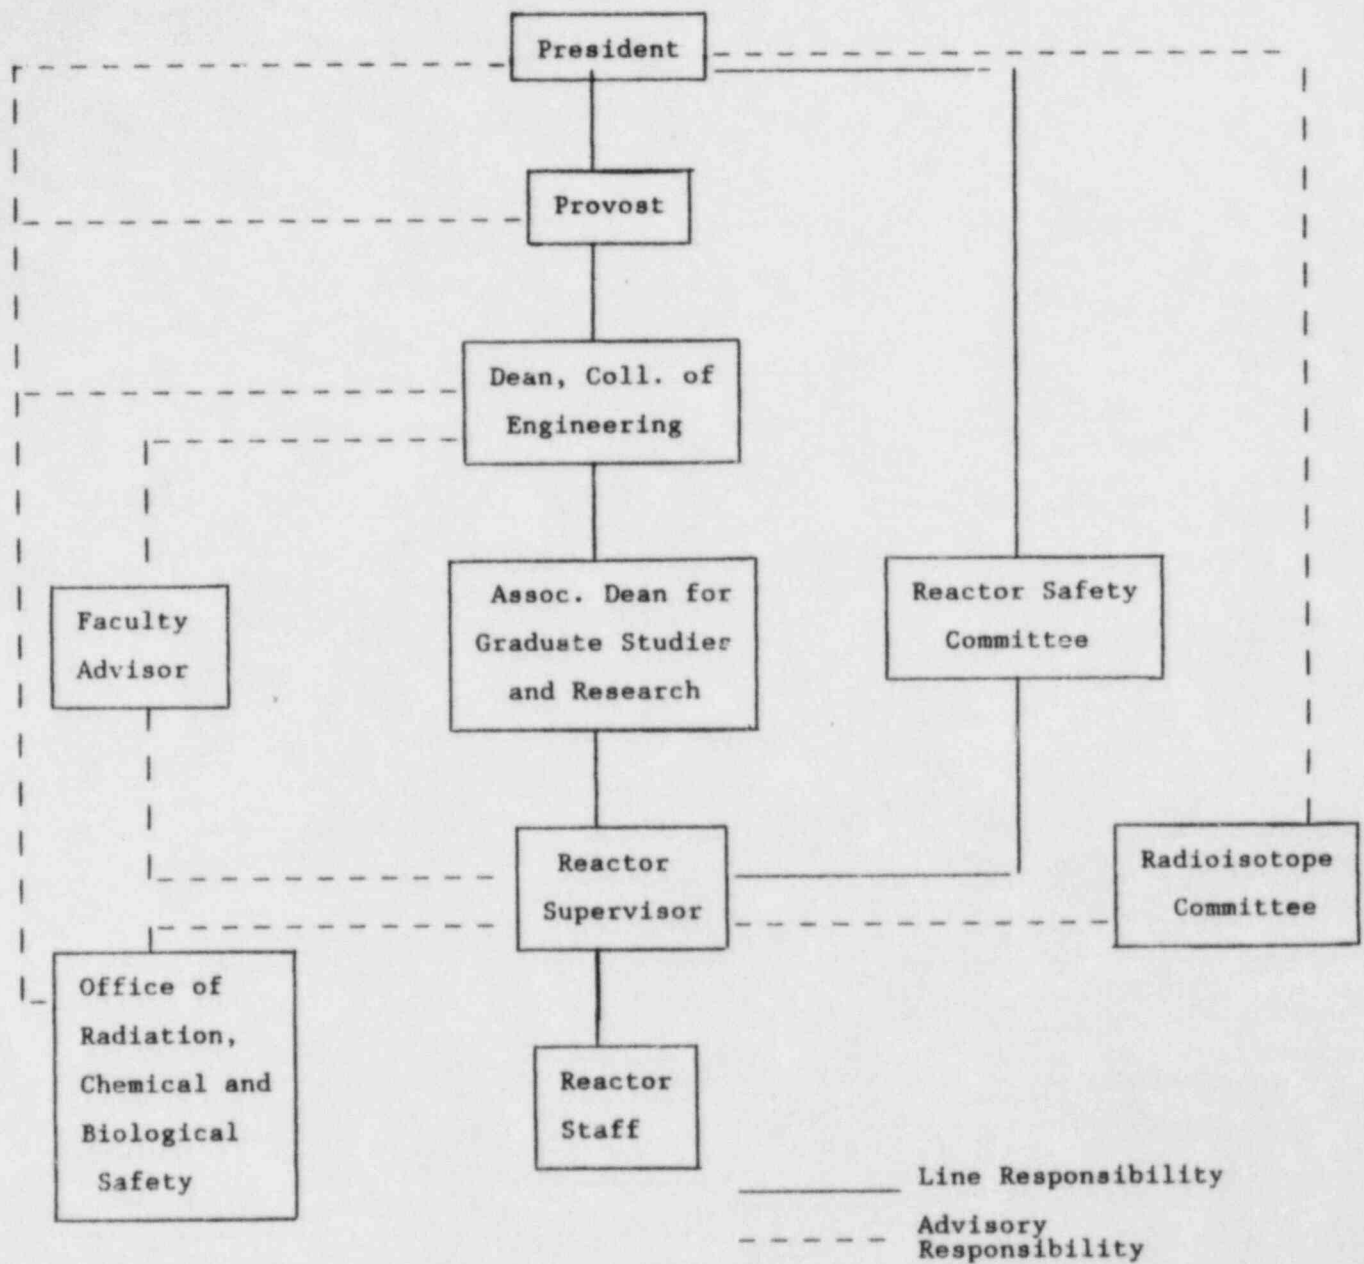 President
Provost
Dean, Coll. of
Engineering
Faculty
Advisor
Assoc. Dean for
Graduate Studies
and Research
Reactor Safety
Committee
Reactor
Supervisor
Radioisotope
Committee
Office of
Radiation,
Chemical and
Biological
Safety
Reactor
Staff
Line Responsibility
Advisory
Responsibility